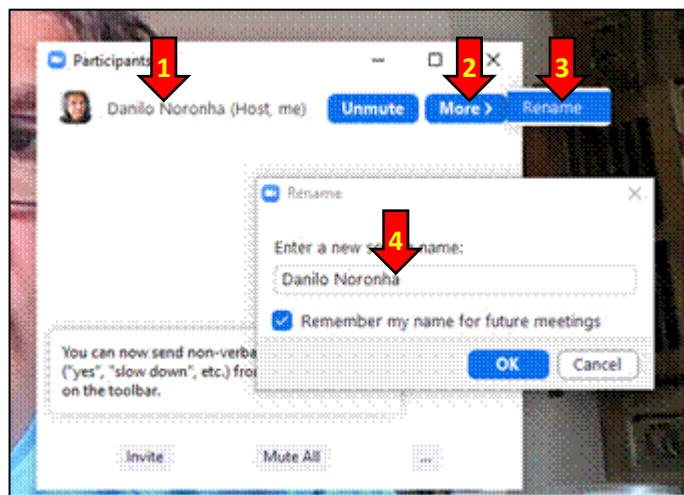 Participants
1
2
3
Danilo Noronha (Host, me)
Unmute
More >
Rename
Rename
4
Enter a new name:
Danilo Noronha
Remember my name for future meetings
You can now send non-verba
("yes", "slow down", etc.) from
on the toolbar.
OK
Cancel
Invite
Mute All
...